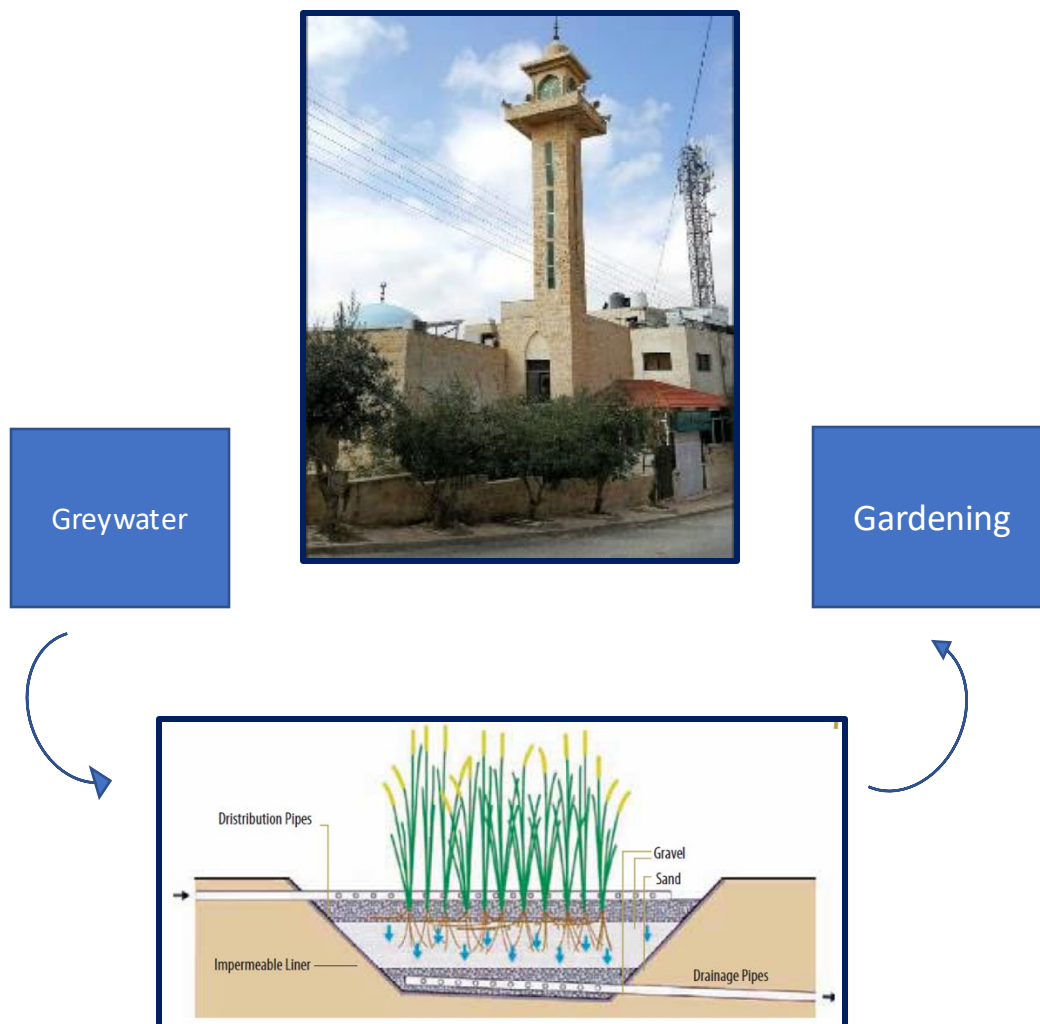 Greywater
Gardening
Dristribution Pipes
Gravel
Sand
Impermeable Liner
Drainage Pipes